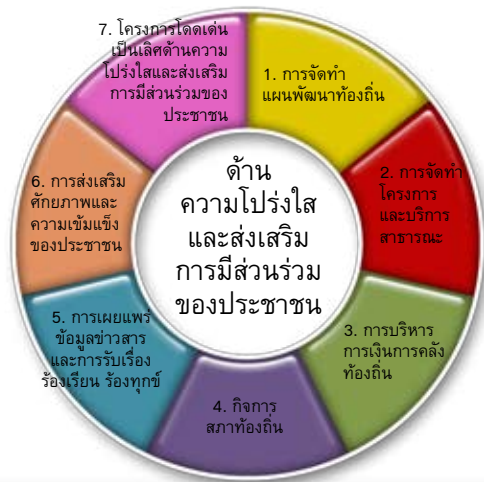 ด้าน
ความโปร่งใส
และส่งเสริม
การมีส่วนร่วม
ของประชาชน
1. การจัดทำ
แผนพัฒนาท้องถิ่น
2. การจัดทำ
โครงการ
และบริการ
สาธารณะ
3. การบริหาร
การเงินการคลัง
ท้องถิ่น
4. กิจการ
สภาท้องถิ่น
5. การเผยแพร่
ข้อมูลข่าวสาร
และการรับเรื่อง
ร้องเรียน ร้องทุกข์
6. การส่งเสริม
ศักยภาพและ
ความเข้มแข็ง
ของประชาชน
7. โครงการโดดเด่น
เป็นเลิศด้านความ
โปร่งใสและส่งเสริม
การมีส่วนร่วมของ
ประชาชน